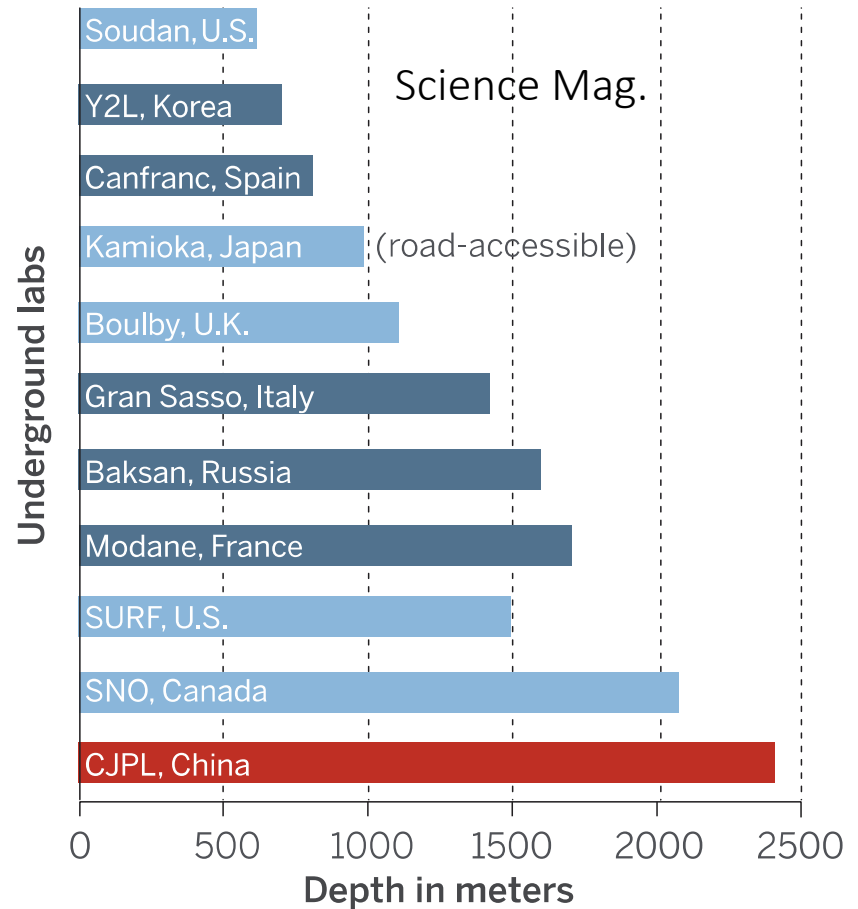 Soudan, U.S.
Science Mag.
Y2L, Korea
Canfranc, Spain
Kamioka, Japan (road-accessible)
Boulby, U.K.
Gran Sasso, Italy
Baksan, Russia
Modane, France
SURF, U.S.
SNO, Canada
CJPL, China
Underground labs
0 500 1000 1500 2000 2500
Depth in meters